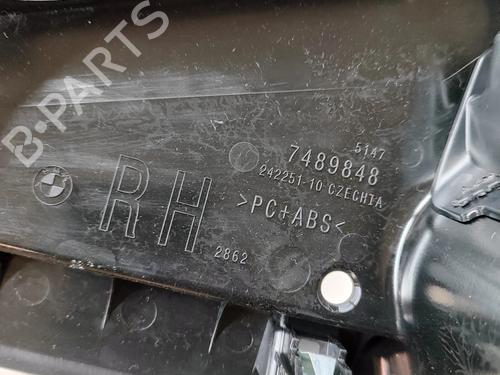 B-PARTS
5147
7489848
242251-10 CZECHIA
RH
>PC+ABS<
2862